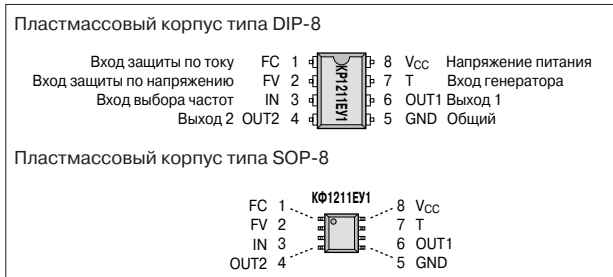 Пластмассовый корпус типа DIP-8
Вход защиты по току FC 1 8 VCC Напряжение питания
Вход защиты по напряжению FV 2 7 T Вход генератора
Вход выбора частот IN 3 6 OUT1 Выход 1
Выход 2 OUT2 4 5 GND Общий
КР1211ЕУ1
Пластмассовый корпус типа SOP-8
КФ1211ЕУ1
FC 1 8 VCC
FV 2 7 T
IN 3 6 OUT1
OUT2 4 5 GND